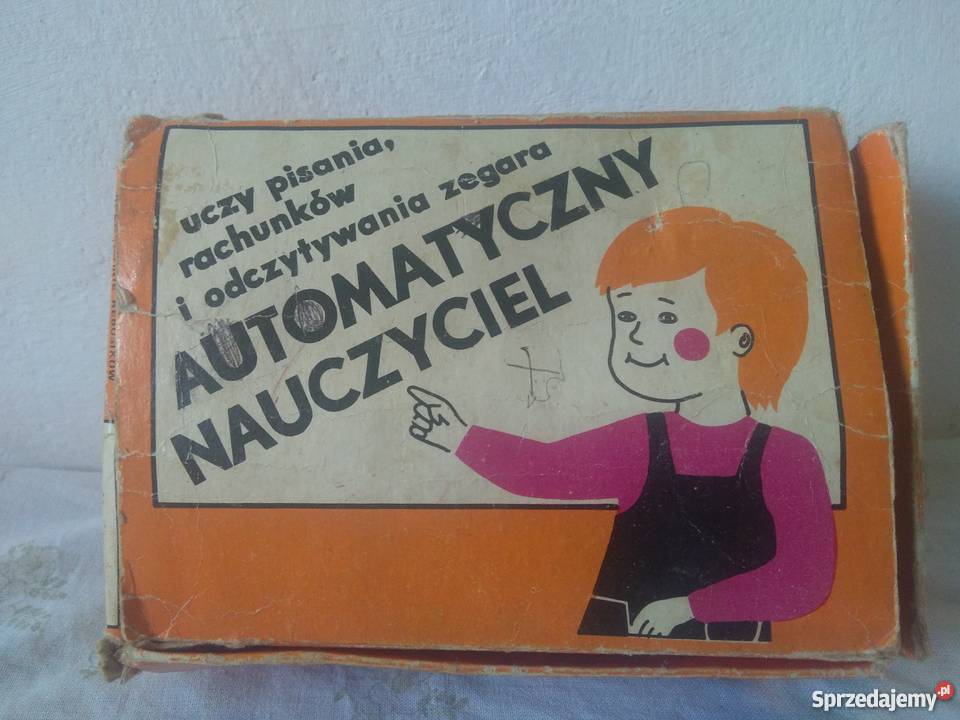 uczy pisania,
rachunków
i odczytywania zegara
AUTOMATYCZNY
NAUCZYCIEL
Sprzedajemy.pl